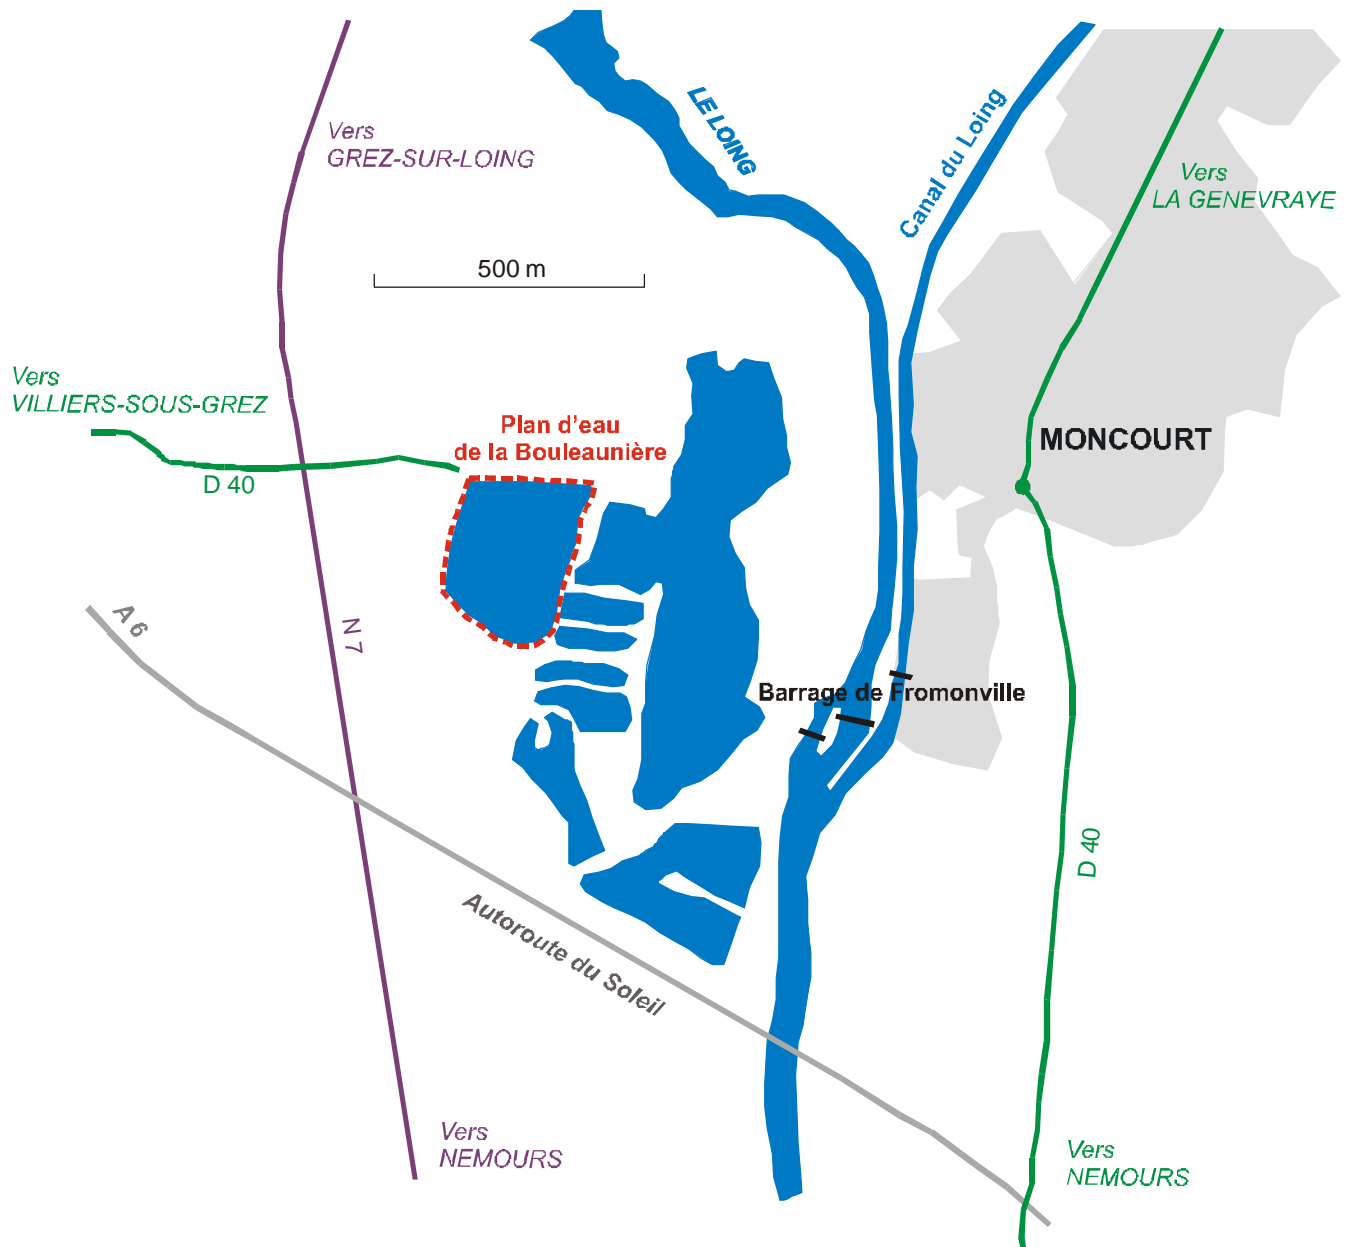 LE LOING
Canal du Loing
Vers
GREZ-SUR-LOING
Vers
LA GENEVRAYE
500 m
Vers
VILLIERS-SOUS-GREZ
Plan d'eau
de la Bouleaunière
MONCOURT
D 40
A 6
N 7
Barrage de Fromonville
D 40
Autoroute du Soleil
Vers
NEMOURS
Vers
NEMOURS